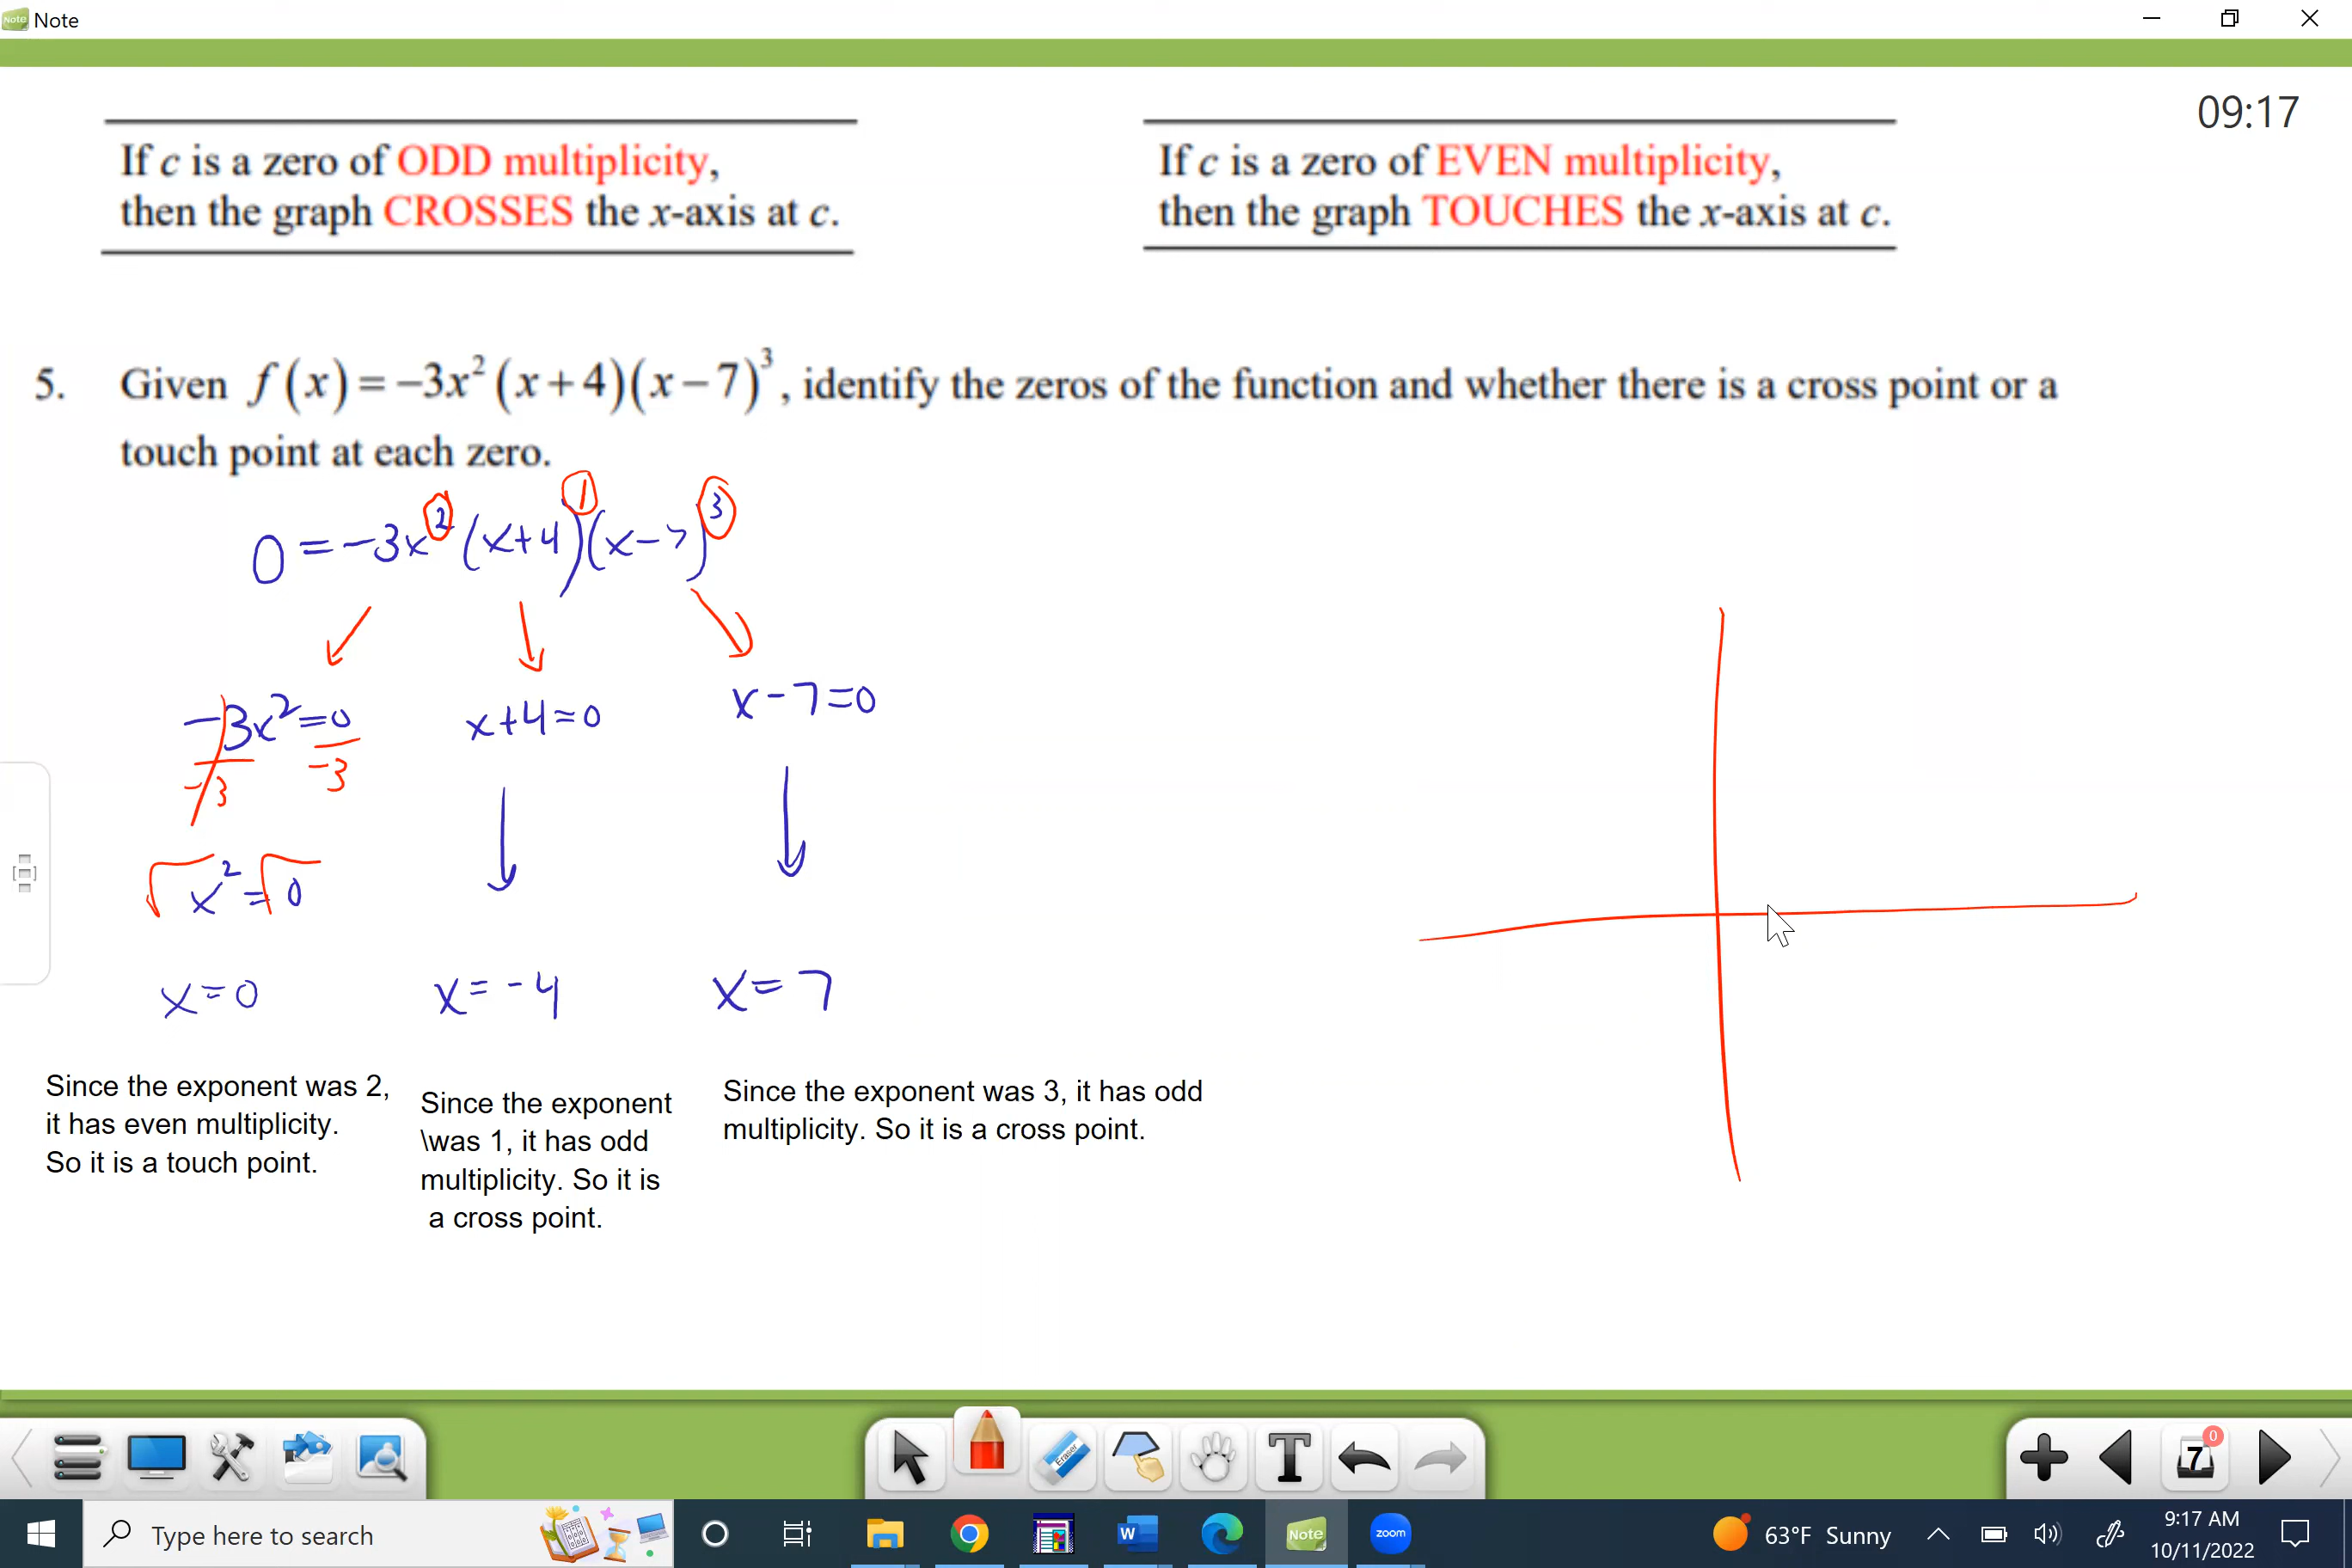 Note
09:17
If c is a zero of ODD multiplicity,
then the graph CROSSES the x-axis at c.
If c is a zero of EVEN multiplicity,
then the graph TOUCHES the x-axis at c.
5. Given f(x) = −3x²(x+4)(x−7)³, identify the zeros of the function and whether there is a cross point or a
touch point at each zero.
0 = −3x²(x+4)¹(x−7)³
−3x² = 0
x+4 = 0
x−7 = 0
−3 −3
√x² = √0
x = 0
x = −4
x = 7
Since the exponent was 2,
it has even multiplicity.
So it is a touch point.
Since the exponent
\was 1, it has odd
multiplicity. So it is
a cross point.
Since the exponent was 3, it has odd
multiplicity. So it is a cross point.
Eraser
T
7
0
Type here to search
W
Note
zoom
63°F Sunny
9:17 AM
10/11/2022